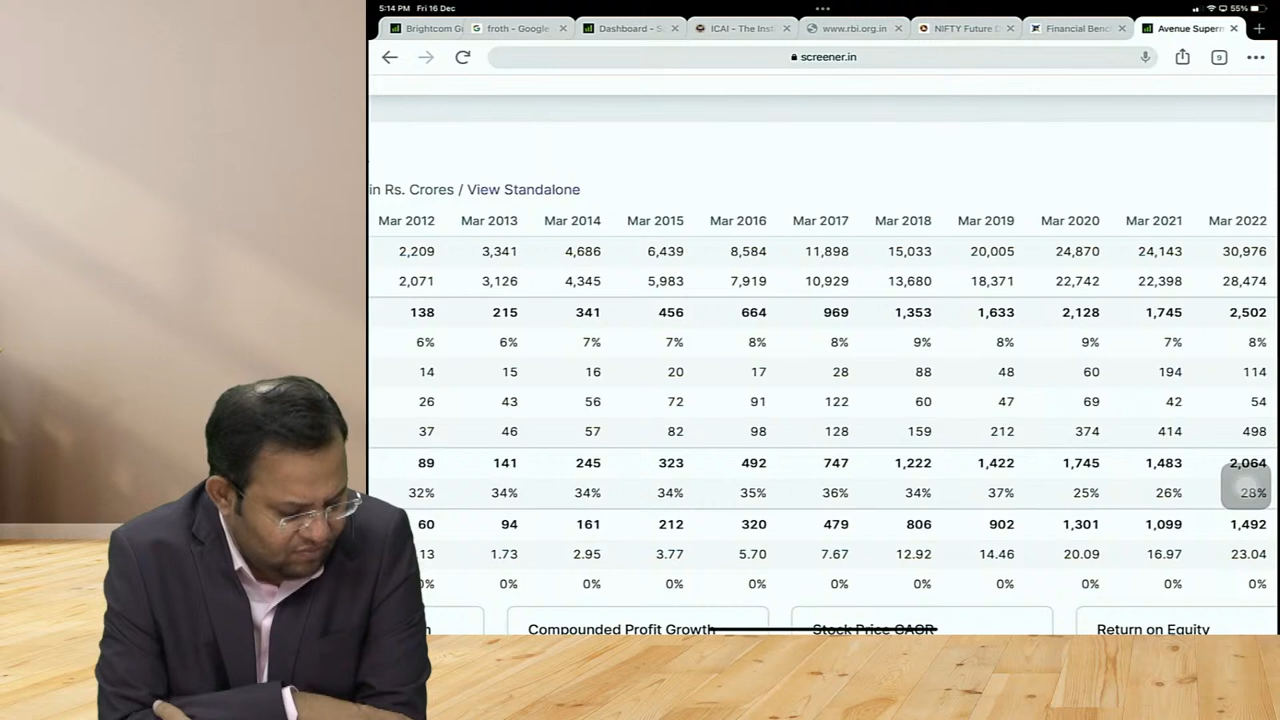 5:14 PM Fri 16 Dec
55%
Brightcom G
froth - Google
Dashboard - S
ICAI - The Inst
www.rbi.org.in
NIFTY Future D
Financial Benc
Avenue Superm
screener.in
9
in Rs. Crores / View Standalone
Mar 2012 Mar 2013 Mar 2014 Mar 2015 Mar 2016 Mar 2017 Mar 2018 Mar 2019 Mar 2020 Mar 2021 Mar 2022
2,209 3,341 4,686 6,439 8,584 11,898 15,033 20,005 24,870 24,143 30,976
2,071 3,126 4,345 5,983 7,919 10,929 13,680 18,371 22,742 22,398 28,474
138 215 341 456 664 969 1,353 1,633 2,128 1,745 2,502
6% 6% 7% 7% 8% 8% 9% 8% 9% 7% 8%
14 15 16 20 17 28 88 48 60 194 114
26 43 56 72 91 122 60 47 69 42 54
37 46 57 82 98 128 159 212 374 414 498
89 141 245 323 492 747 1,222 1,422 1,745 1,483 2,064
32% 34% 34% 34% 35% 36% 34% 37% 25% 26% 28%
60 94 161 212 320 479 806 902 1,301 1,099 1,492
13 1.73 2.95 3.77 5.70 7.67 12.92 14.46 20.09 16.97 23.04
0% 0% 0% 0% 0% 0% 0% 0% 0% 0% 0%
Compounded Profit Growth
Stock Price CAGR
Return on Equity